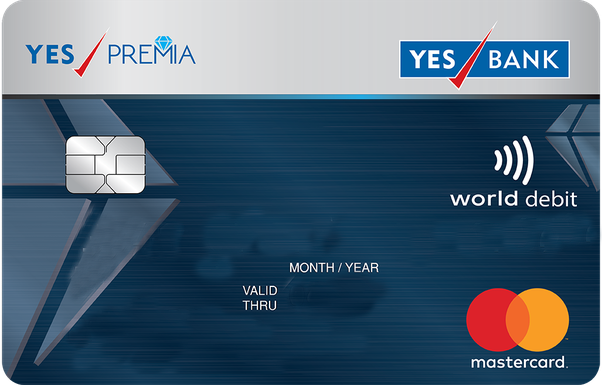 YES PREMIA
YES BANK
world debit
MONTH / YEAR
VALID
THRU
mastercard.